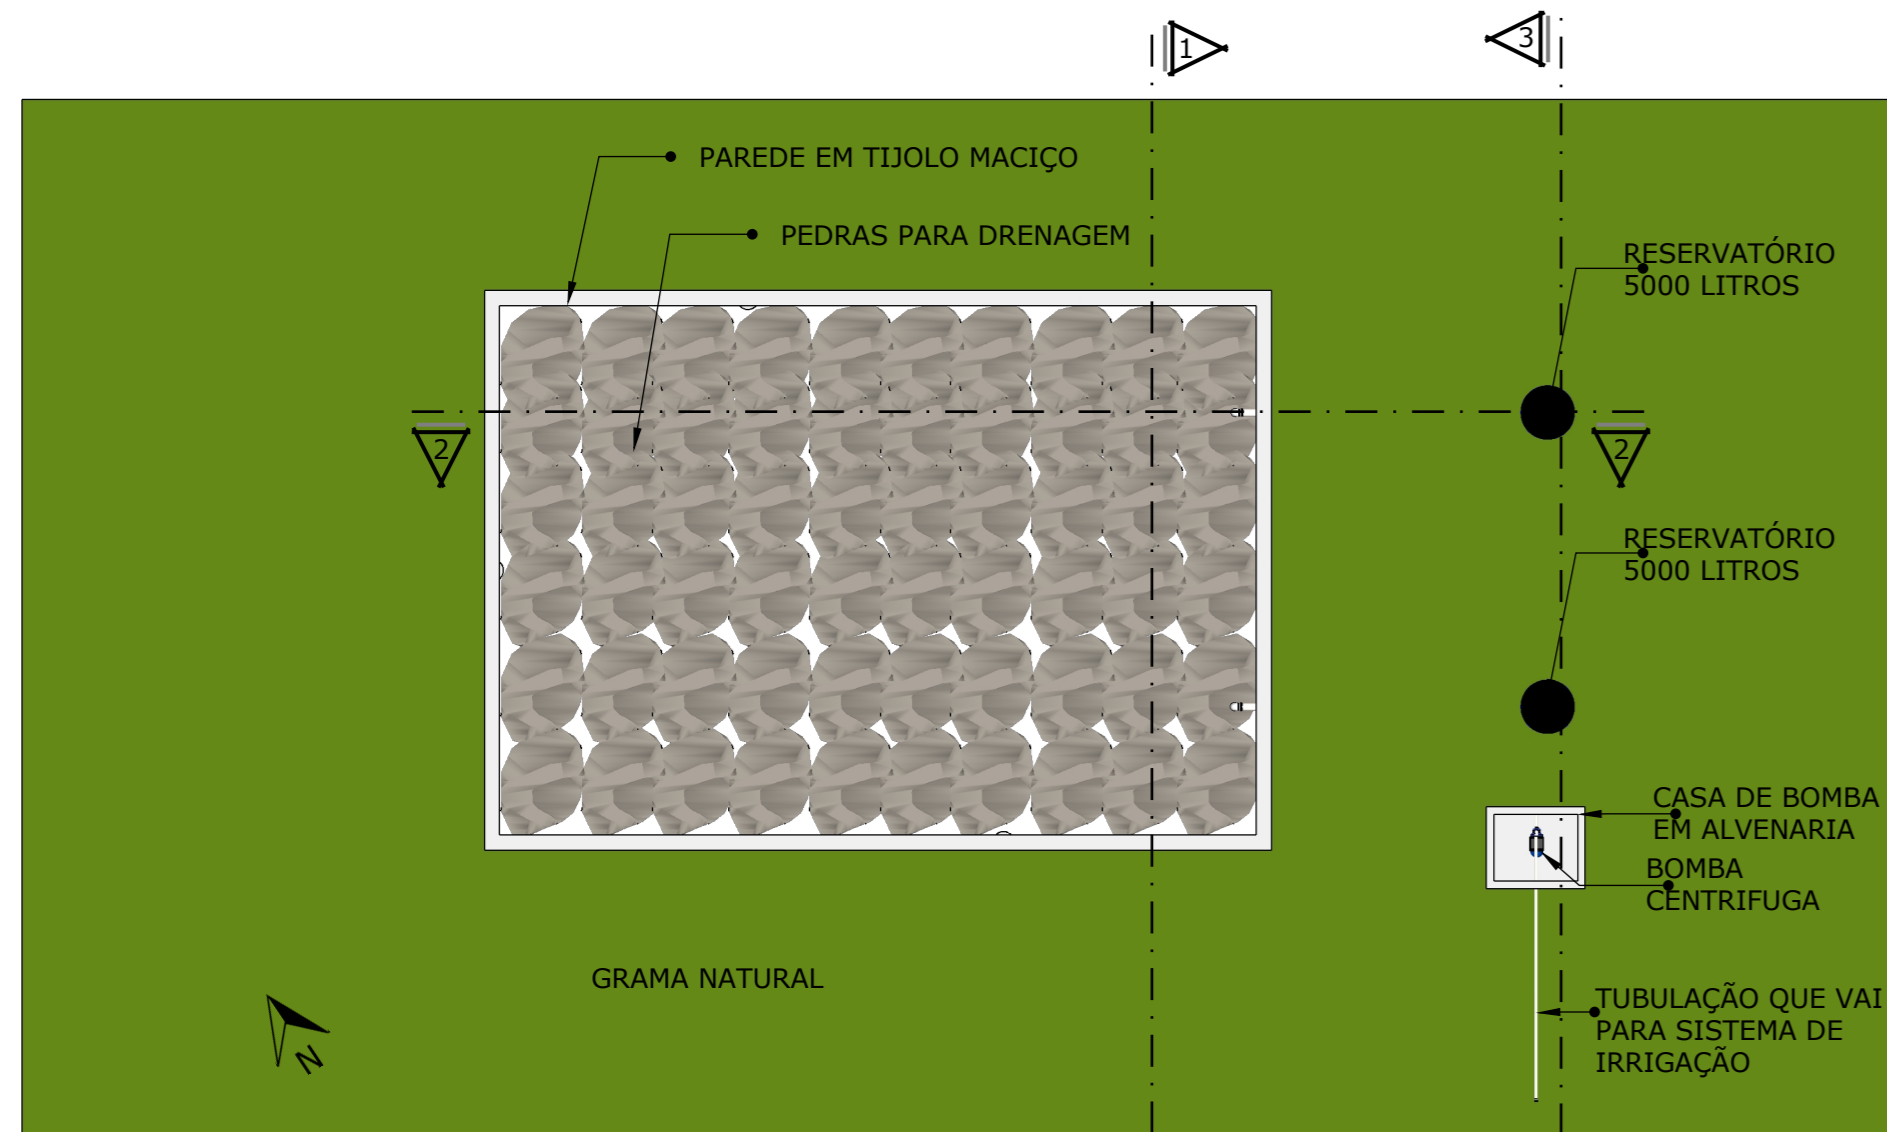 1
3
PAREDE EM TIJOLO MACIÇO
PEDRAS PARA DRENAGEM
RESERVATÓRIO
5000 LITROS
2
2
RESERVATÓRIO
5000 LITROS
CASA DE BOMBA
EM ALVENARIA
BOMBA
CENTRIFUGA
GRAMA NATURAL
TUBULAÇÃO QUE VAI
PARA SISTEMA DE
IRRIGAÇÃO
N